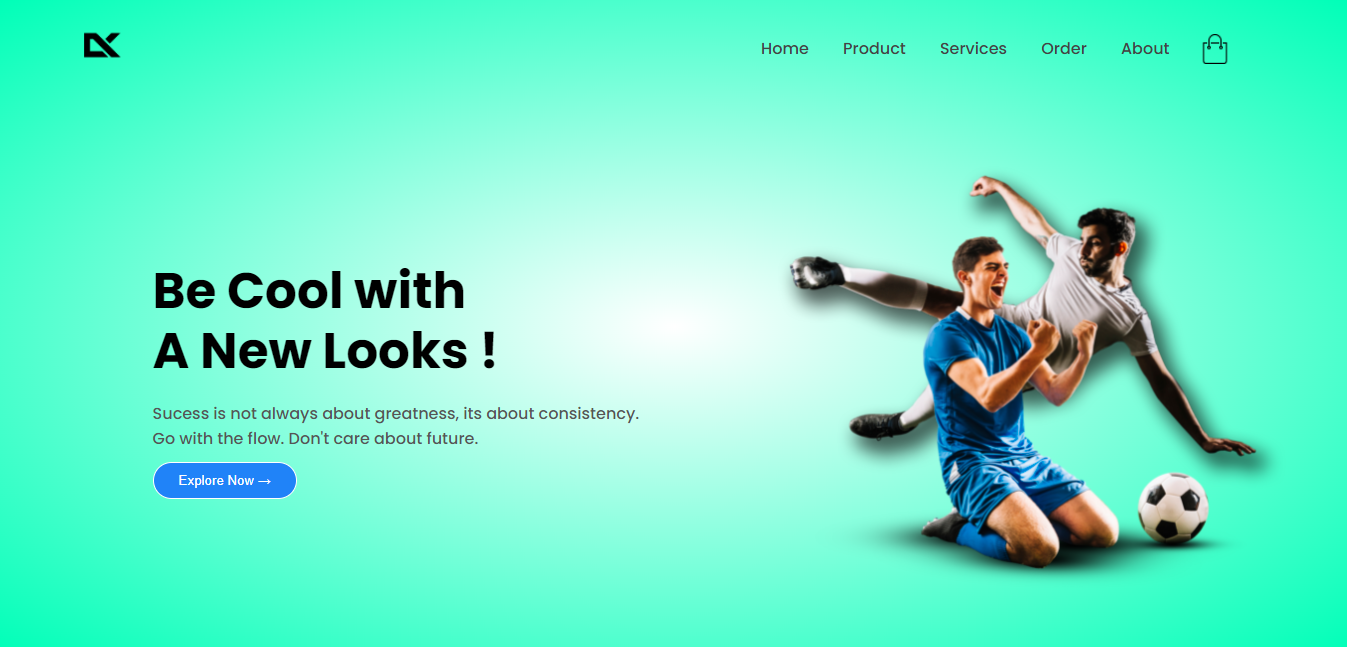 Home Product Services Order About
Be Cool with
A New Looks !
Sucess is not always about greatness, its about consistency.
Go with the flow. Don't care about future.
Explore Now →